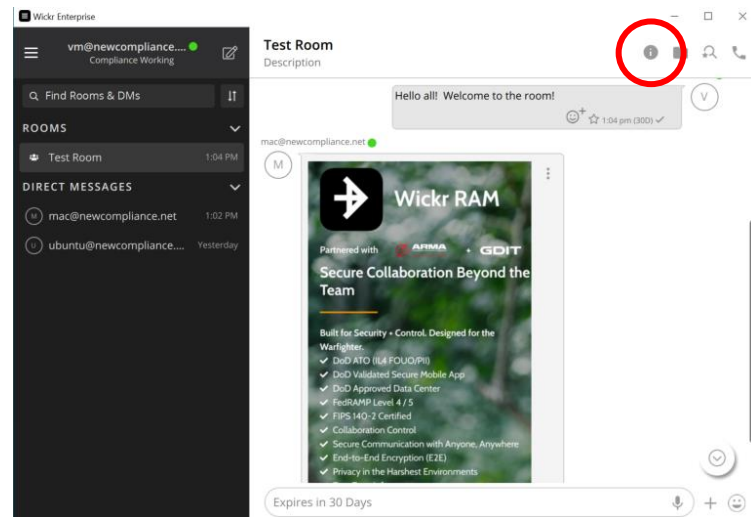 Wickr Enterprise
vm@newcompliance....
Compliance Working
Find Rooms & DMs
ROOMS
Test Room 1:04 PM
DIRECT MESSAGES
M mac@newcompliance.net 1:02 PM
U ubuntu@newcompliance.... Yesterday
Test Room
Description
Hello all! Welcome to the room!
V
1:04 pm (300)
mac@newcompliance.net
M
Wickr RAM
Partnered with ARMA + GDIT
Secure Collaboration Beyond the
Team
Built for Security + Control. Designed for the
Warfighter.
DoD ATO (IL4 FOUO/PII)
DoD Validated Secure Mobile App
DoD Approved Data Center
FedRAMP Level 4 / 5
FIPS 140-2 Certified
Collaboration Control
Secure Communication with Anyone, Anywhere
End-to-End Encryption (E2E)
Privacy in the Harshest Environments
Expires in 30 Days